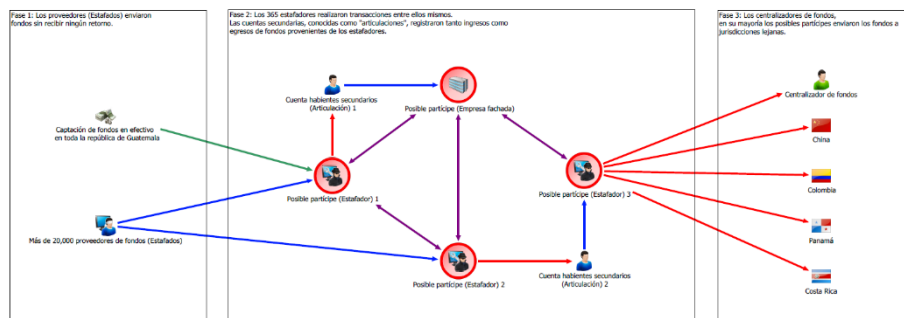 Fase 1: Los proveedores (Estafados) enviaron
fondos sin recibir ningún retorno.
Fase 2: Los 365 estafadores realizaron transacciones entre ellos mismos.
Las cuentas secundarias, conocidas como "articulaciones", registraron tanto ingresos como
egresos de fondos provenientes de los estafadores.
Fase 3: Los centralizadores de fondos,
en su mayoría los posibles partícipes enviaron los fondos a
jurisdicciones lejanas.
Cuenta habientes secundarios
(Articulación) 1
Posible partícipe (Empresa fachada)
Centralizador de fondos
Captación de fondos en efectivo
en toda la república de Guatemala
China
Posible partícipe (Estafador) 1
Posible partícipe (Estafador) 3
Colombia
Más de 20,000 proveedores de fondos (Estafados)
Panamá
Posible partícipe (Estafador) 2
Cuenta habientes secundarios
(Articulación) 2
Costa Rica